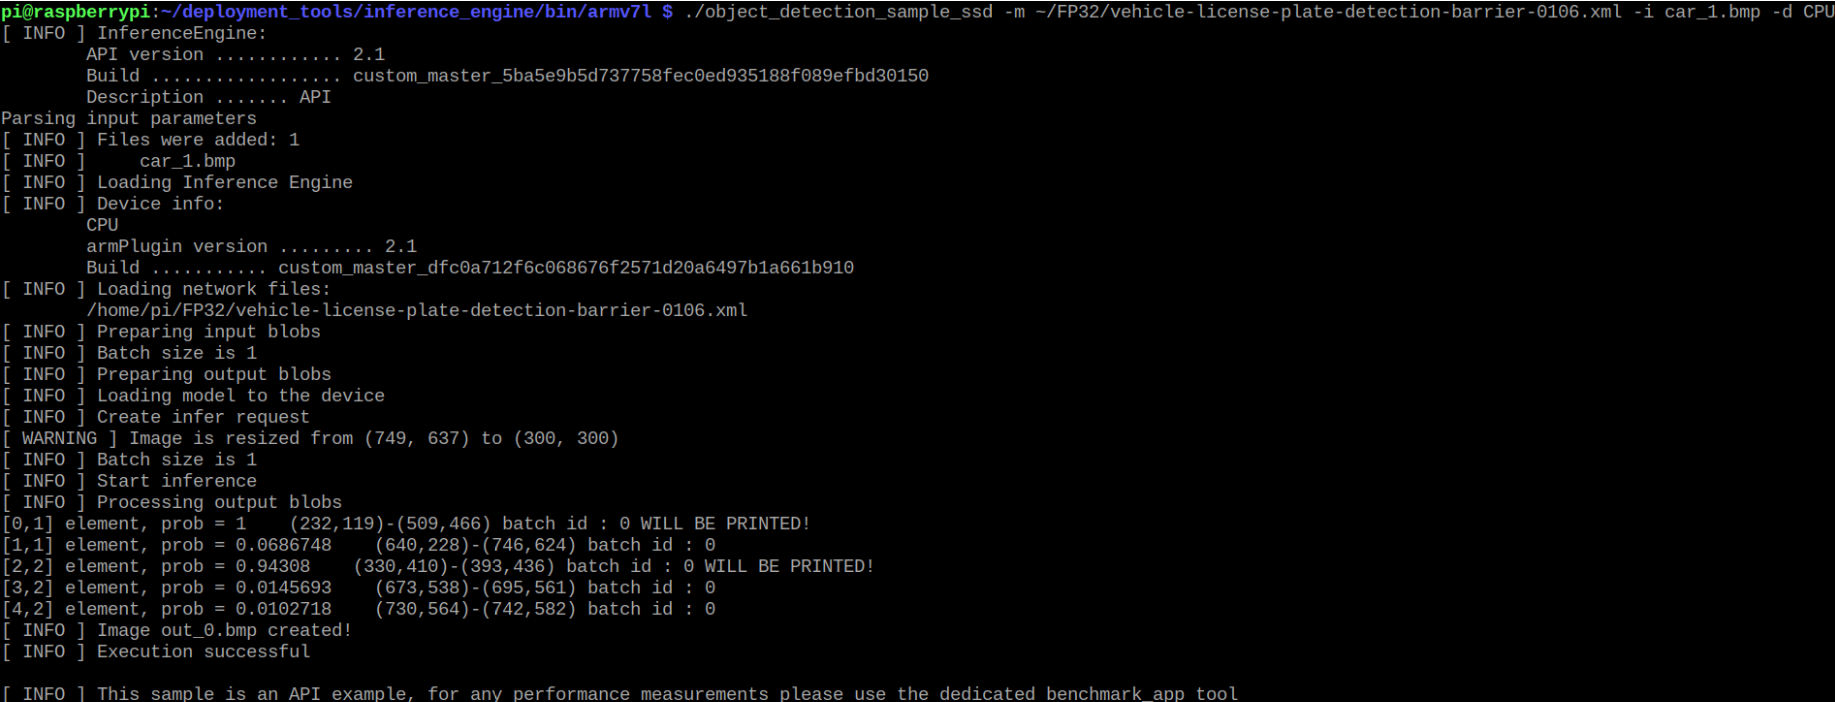 pi@raspberrypi:~/deployment_tools/inference_engine/bin/armv7l $ ./object_detection_sample_ssd -m ~/FP32/vehicle-license-plate-detection-barrier-0106.xml -i car_1.bmp -d CPU
[ INFO ] InferenceEngine:
        API version ............ 2.1
        Build .................. custom_master_5ba5e9b5d737758fec0ed935188f089efbd30150
        Description ....... API
Parsing input parameters
[ INFO ] Files were added: 1
[ INFO ]     car_1.bmp
[ INFO ] Loading Inference Engine
[ INFO ] Device info:
        CPU
        armPlugin version ......... 2.1
        Build ........... custom_master_dfc0a712f6c068676f2571d20a6497b1a661b910
[ INFO ] Loading network files:
        /home/pi/FP32/vehicle-license-plate-detection-barrier-0106.xml
[ INFO ] Preparing input blobs
[ INFO ] Batch size is 1
[ INFO ] Preparing output blobs
[ INFO ] Loading model to the device
[ INFO ] Create infer request
[ WARNING ] Image is resized from (749, 637) to (300, 300)
[ INFO ] Batch size is 1
[ INFO ] Start inference
[ INFO ] Processing output blobs
[0,1] element, prob = 1    (232,119)-(509,466) batch id : 0 WILL BE PRINTED!
[1,1] element, prob = 0.0686748    (640,228)-(746,624) batch id : 0
[2,2] element, prob = 0.94308    (330,410)-(393,436) batch id : 0 WILL BE PRINTED!
[3,2] element, prob = 0.0145693    (673,538)-(695,561) batch id : 0
[4,2] element, prob = 0.0102718    (730,564)-(742,582) batch id : 0
[ INFO ] Image out_0.bmp created!
[ INFO ] Execution successful
[ INFO ] This sample is an API example, for any performance measurements please use the dedicated benchmark_app tool